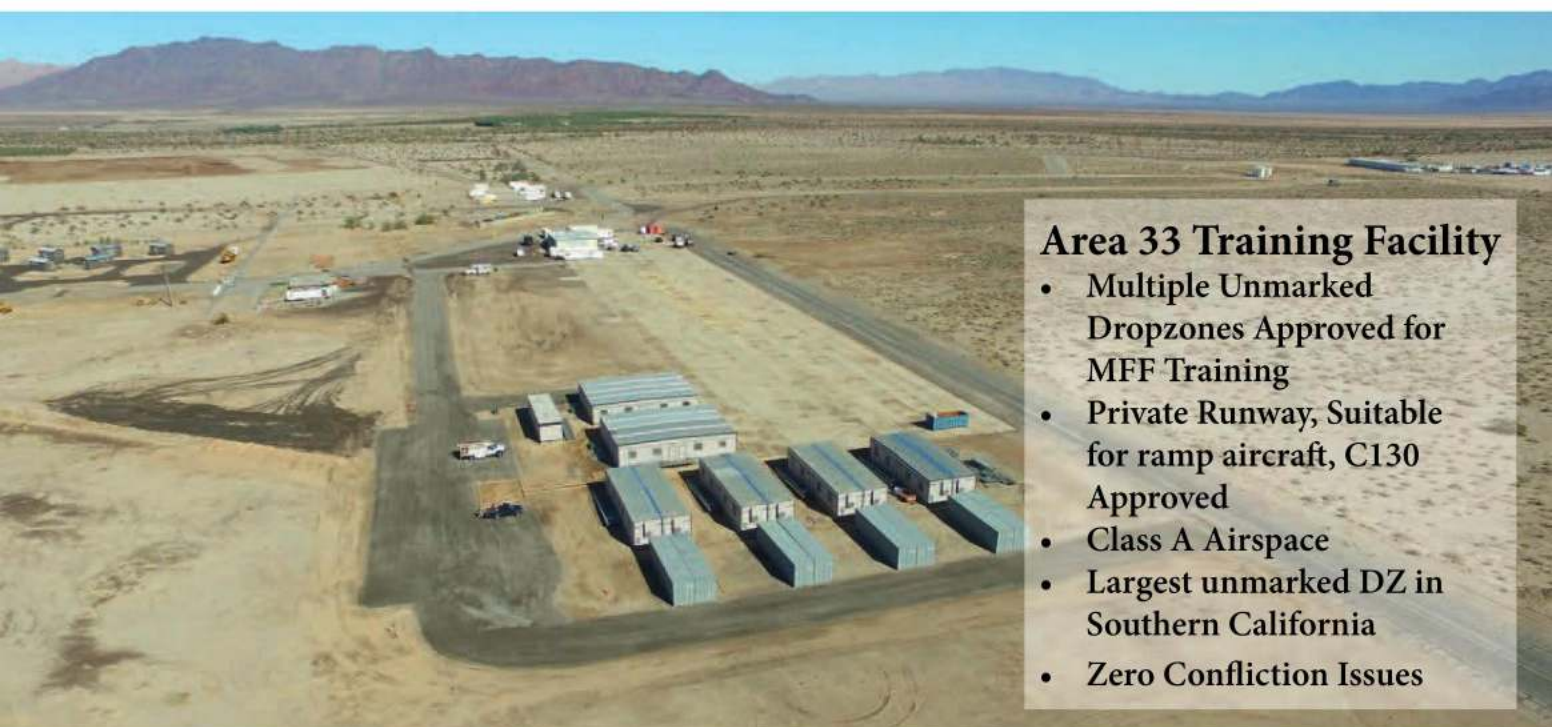 Area 33 Training Facility
• Multiple Unmarked
Dropzones Approved for
MFF Training
• Private Runway, Suitable
for ramp aircraft, C130
Approved
• Class A Airspace
• Largest unmarked DZ in
Southern California
• Zero Confliction Issues